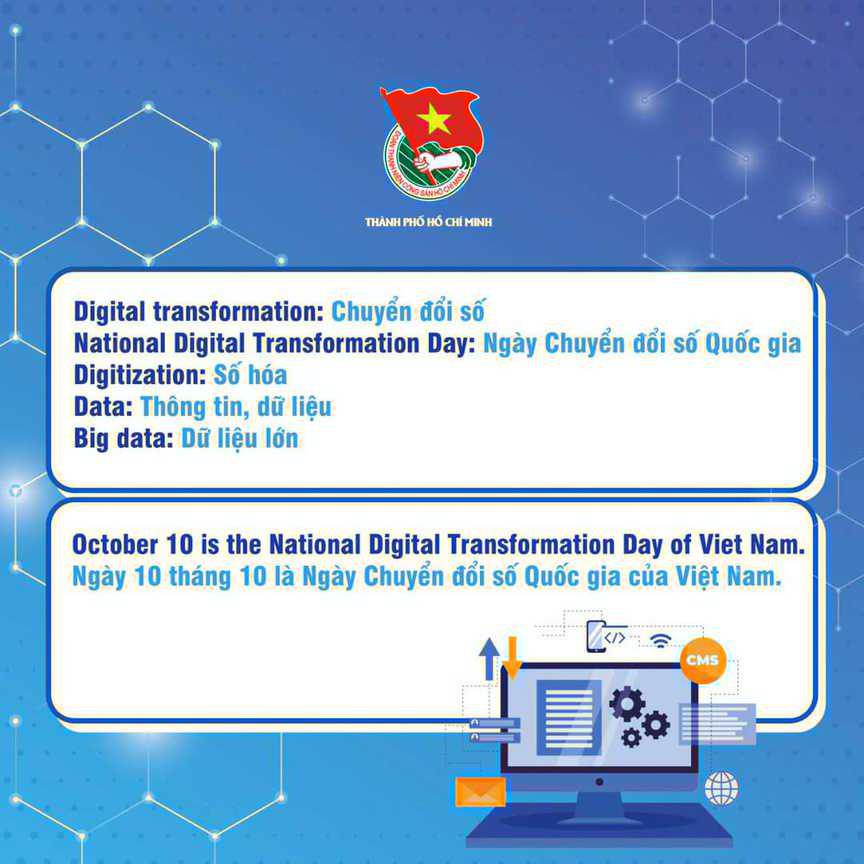 ĐOÀN THANH NIÊN CỘNG SẢN HỒ CHÍ MINH
THÀNH PHỐ HỒ CHÍ MINH
Digital transformation: Chuyển đổi số
National Digital Transformation Day: Ngày Chuyển đổi số Quốc gia
Digitization: Số hóa
Data: Thông tin, dữ liệu
Big data: Dữ liệu lớn
October 10 is the National Digital Transformation Day of Viet Nam.
Ngày 10 tháng 10 là Ngày Chuyển đổi số Quốc gia của Việt Nam.
</>
CMS